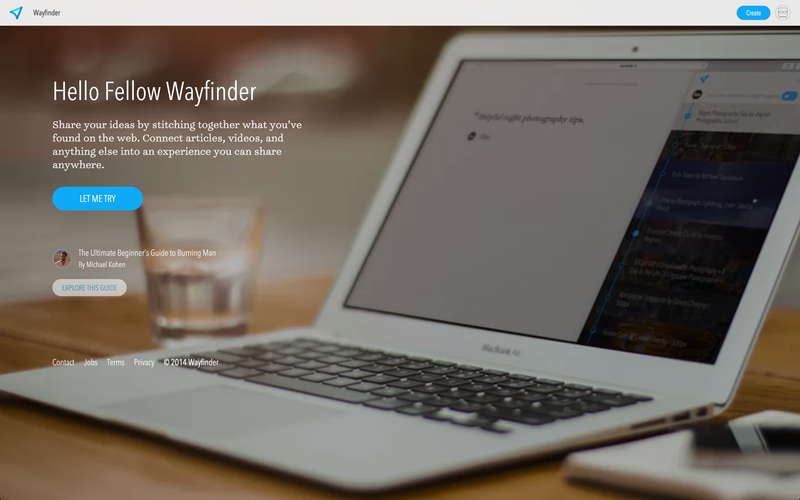 Wayfinder
Create
Hello Fellow Wayfinder
Share your ideas by stitching together what you've
found on the web. Connect articles, videos, and
anything else into an experience you can share
anywhere.
LET ME TRY
The Ultimate Beginner's Guide to Burning Man
By Michael Kohen
EXPLORE THIS GUIDE
Contact Jobs Terms Privacy © 2014 Wayfinder
"Helpful night photography tips.
MacBook Air